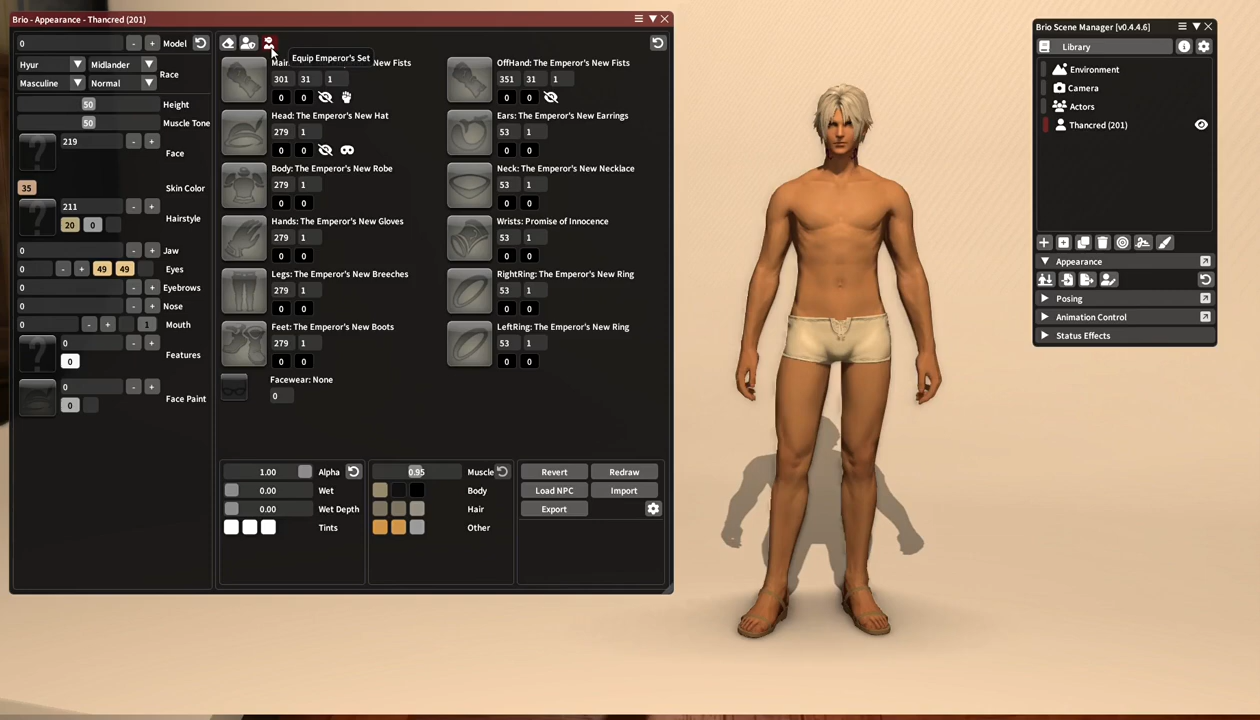 Brio - Appearance - Thancred (201)
0 - + Model
Hyur Midlander
Masculine Normal
Race
50 Height
50 Muscle Tone
219 - +
Face
35 Skin Color
211 - +
20 0
Hairstyle
0 - + Jaw
0 - + 49 49 Eyes
0 - + Eyebrows
0 - + Nose
0 - + 1 Mouth
0 - +
0
Features
0 - +
0
Face Paint
Equip Emperor's Set
Main New Fists
301 31 1
0 0
Head: The Emperor's New Hat
279 1
0 0
Body: The Emperor's New Robe
279 1
0 0
Hands: The Emperor's New Gloves
279 1
0 0
Legs: The Emperor's New Breeches
279 1
0 0
Feet: The Emperor's New Boots
279 1
0 0
Facewear: None
0
OffHand: The Emperor's New Fists
351 31 1
0 0
Ears: The Emperor's New Earrings
53 1
0 0
Neck: The Emperor's New Necklace
53 1
0 0
Wrists: Promise of Innocence
53 1
0 0
RightRing: The Emperor's New Ring
53 1
0 0
LeftRing: The Emperor's New Ring
53 1
0 0
1.00 Alpha
0.00 Wet
0.00 Wet Depth
Tints
0.95 Muscle
Body
Hair
Other
Revert Redraw
Load NPC Import
Export
Brio Scene Manager [v0.4.4.6]
Library
Environment
Camera
Actors
Thancred (201)
Appearance
Posing
Animation Control
Status Effects